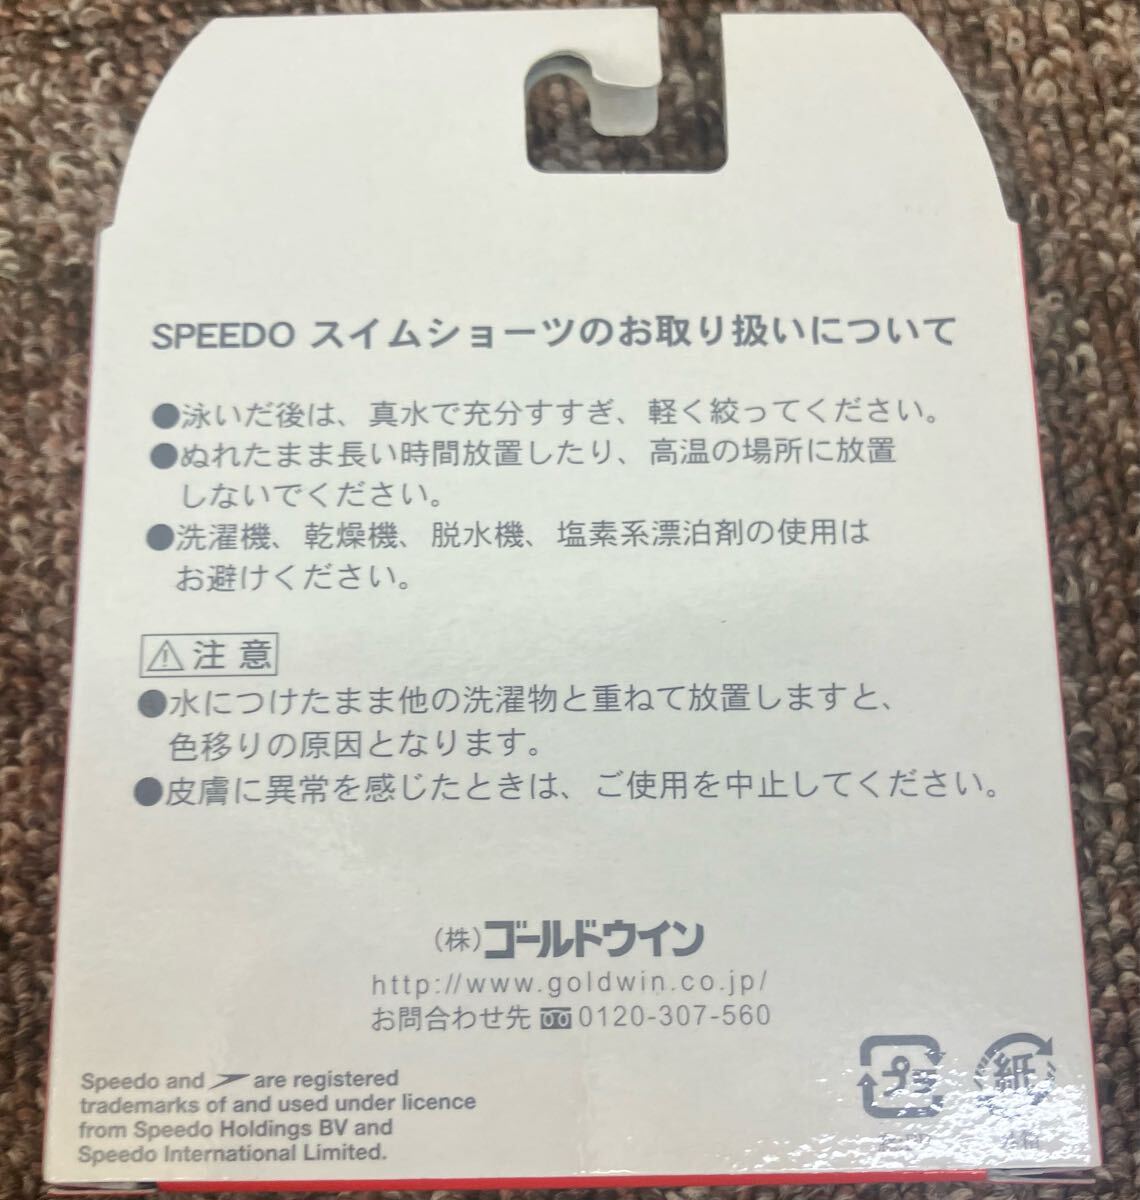 SPEEDO スイムショーツのお取り扱いについて
●泳いだ後は、真水で充分すすぎ、軽く絞ってください。
●ぬれたまま長い時間放置したり、高温の場所に放置
しないでください。
●洗濯機、乾燥機、脱水機、塩素系漂泊剤の使用は
お避けください。
⚠注意
●水につけたまま他の洗濯物と重ねて放置しますと、
色移りの原因となります。
●皮膚に異常を感じたときは、ご使用を中止してください。
(株)ゴールドウイン
http://www.goldwin.co.jp/
お問合わせ先 0120-307-560
Speedo and are registered
trademarks of and used under licence
from Speedo Holdings BV and
Speedo International Limited.
プラ
紙